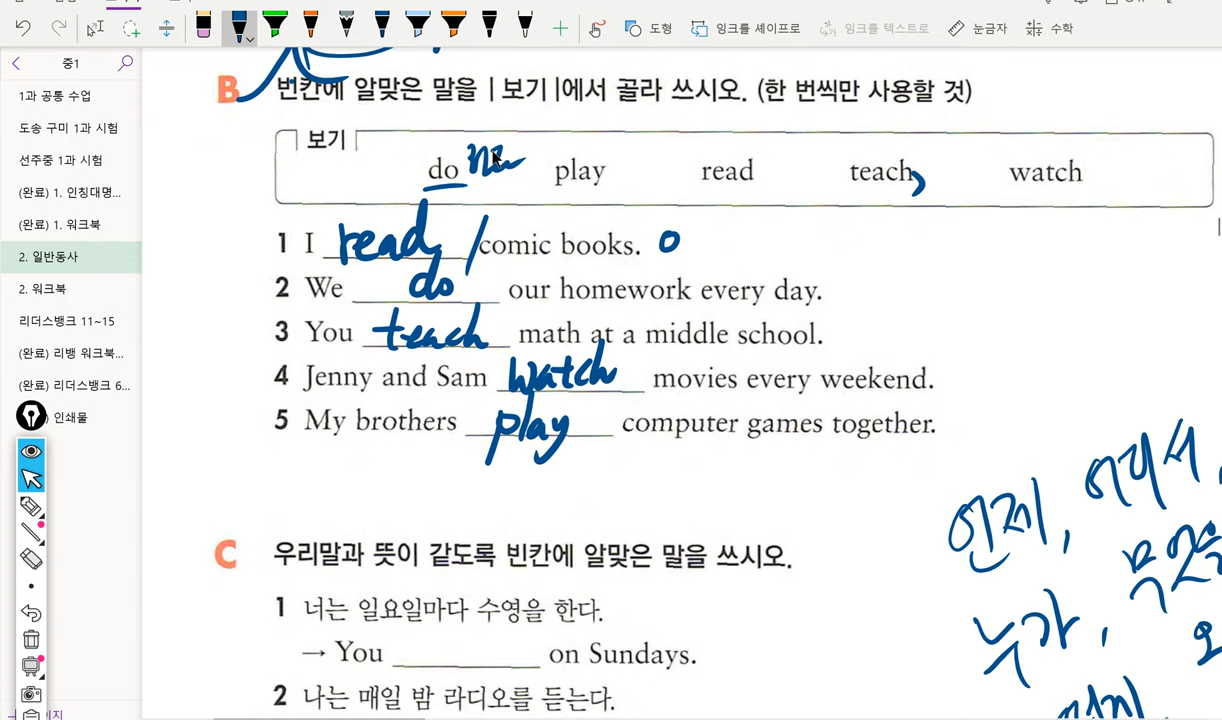 도형 잉크를 셰이프로 잉크를 텍스트로 눈금자 수학
중1
1과 공통 수업
도송 구미 1과 시험
선주중 1과 시험
(완료) 1. 인칭대명...
(완료) 1. 워크북
2. 일반동사
2. 워크북
리더스뱅크 11~15
(완료) 리뱅 워크북...
(완료) 리더스뱅크 6...
인쇄물
B 빈칸에 알맞은 말을 | 보기 |에서 골라 쓰시오. (한 번씩만 사용할 것)
보기
do play read teach, watch
1 I read / comic books. o
2 We do our homework every day.
3 You teach math at a middle school.
4 Jenny and Sam watch movies every weekend.
5 My brothers play computer games together.
언제, 어디서,
누가,
C 우리말과 뜻이 같도록 빈칸에 알맞은 말을 쓰시오.
1 너는 일요일마다 수영을 한다.
→ You __________ on Sundays.
2 나는 매일 밤 라디오를 듣는다.